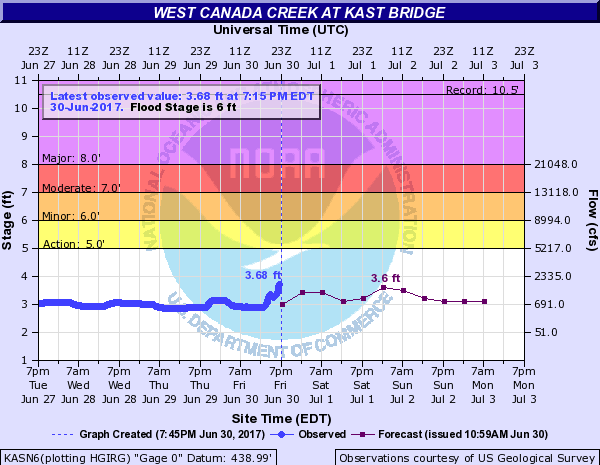 WEST CANADA CREEK AT KAST BRIDGE
Universal Time (UTC)
23Z 11Z 23Z 11Z 23Z 11Z 23Z 11Z 23Z 11Z 23Z 11Z 23Z
Jun 27 Jun 28 Jun 28 Jun 29 Jun 29 Jun 30 Jun 30 Jul 1 Jul 1 Jul 2 Jul 2 Jul 3 Jul 3
Latest observed value: 3.68 ft at 7:15 PM EDT
30-Jun-2017. Flood Stage is 6 ft
Record: 10.5'
Major: 8.0'
Moderate: 7.0'
Minor: 6.0'
Action: 5.0'
3.68 ft
3.6 ft
NATIONAL OCEANIC AND ATMOSPHERIC ADMINISTRATION
NOAA
U.S. DEPARTMENT OF COMMERCE
Stage (ft)
11
10
9
8
7
6
5
4
3
2
1
Flow (cfs)
21048.0
13118.0
8994.0
5217.0
2335.0
691.0
51.0
7pm 7am 7pm 7am 7pm 7am 7pm 7am 7pm 7am 7pm 7am 7pm
Tue Wed Wed Thu Thu Fri Fri Sat Sat Sun Sun Mon Mon
Jun 27 Jun 28 Jun 28 Jun 29 Jun 29 Jun 30 Jun 30 Jul 1 Jul 1 Jul 2 Jul 2 Jul 3 Jul 3
Site Time (EDT)
Graph Created (7:45PM Jun 30, 2017) Observed Forecast (issued 10:59AM Jun 30)
KASN6(plotting HGIRG) "Gage 0" Datum: 438.99' Observations courtesy of US Geological Survey